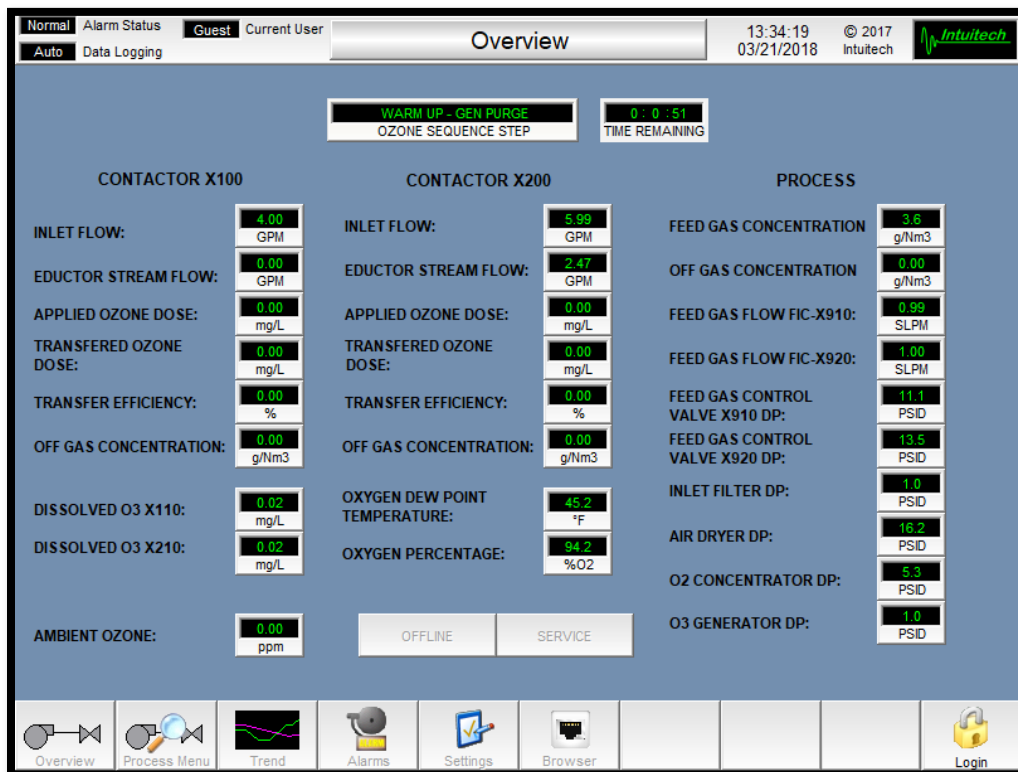 Normal Alarm Status Guest Current User
Auto Data Logging
Overview
13:34:19
03/21/2018
© 2017
Intuitech
Intuitech
WARM UP - GEN PURGE
OZONE SEQUENCE STEP
0 : 0 :51
TIME REMAINING
CONTACTOR X100
INLET FLOW: 4.00
GPM
EDUCTOR STREAM FLOW: 0.00
GPM
APPLIED OZONE DOSE: 0.00
mg/L
TRANSFERED OZONE
DOSE: 0.00
mg/L
TRANSFER EFFICIENCY: 0.00
%
OFF GAS CONCENTRATION: 0.00
g/Nm3
DISSOLVED O3 X110: 0.02
mg/L
DISSOLVED O3 X210: 0.02
mg/L
AMBIENT OZONE: 0.00
ppm
CONTACTOR X200
INLET FLOW: 5.99
GPM
EDUCTOR STREAM FLOW: 2.47
GPM
APPLIED OZONE DOSE: 0.00
mg/L
TRANSFERED OZONE
DOSE: 0.00
mg/L
TRANSFER EFFICIENCY: 0.00
%
OFF GAS CONCENTRATION: 0.00
g/Nm3
OXYGEN DEW POINT
TEMPERATURE: 45.2
°F
OXYGEN PERCENTAGE: 94.2
%O2
OFFLINE SERVICE
PROCESS
FEED GAS CONCENTRATION 3.6
g/Nm3
OFF GAS CONCENTRATION 0.00
g/Nm3
FEED GAS FLOW FIC-X910: 0.99
SLPM
FEED GAS FLOW FIC-X920: 1.00
SLPM
FEED GAS CONTROL
VALVE X910 DP: 11.1
PSID
FEED GAS CONTROL
VALVE X920 DP: 13.5
PSID
INLET FILTER DP: 1.0
PSID
AIR DRYER DP: 16.2
PSID
O2 CONCENTRATOR DP: 5.3
PSID
O3 GENERATOR DP: 1.0
PSID
Overview Process Menu Trend Alarms Settings Browser Login